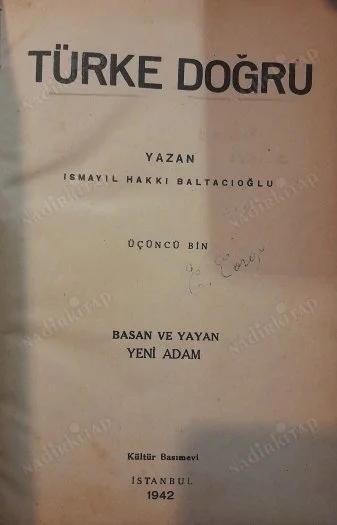 TÜRKE DOĞRU
YAZAN
ISMAYIL HAKKI BALTACIOĞLU
ÜÇÜNCÜ BİN
BASAN VE YAYAN
YENİ ADAM
Kültür Basımevi
İSTANBUL
1942